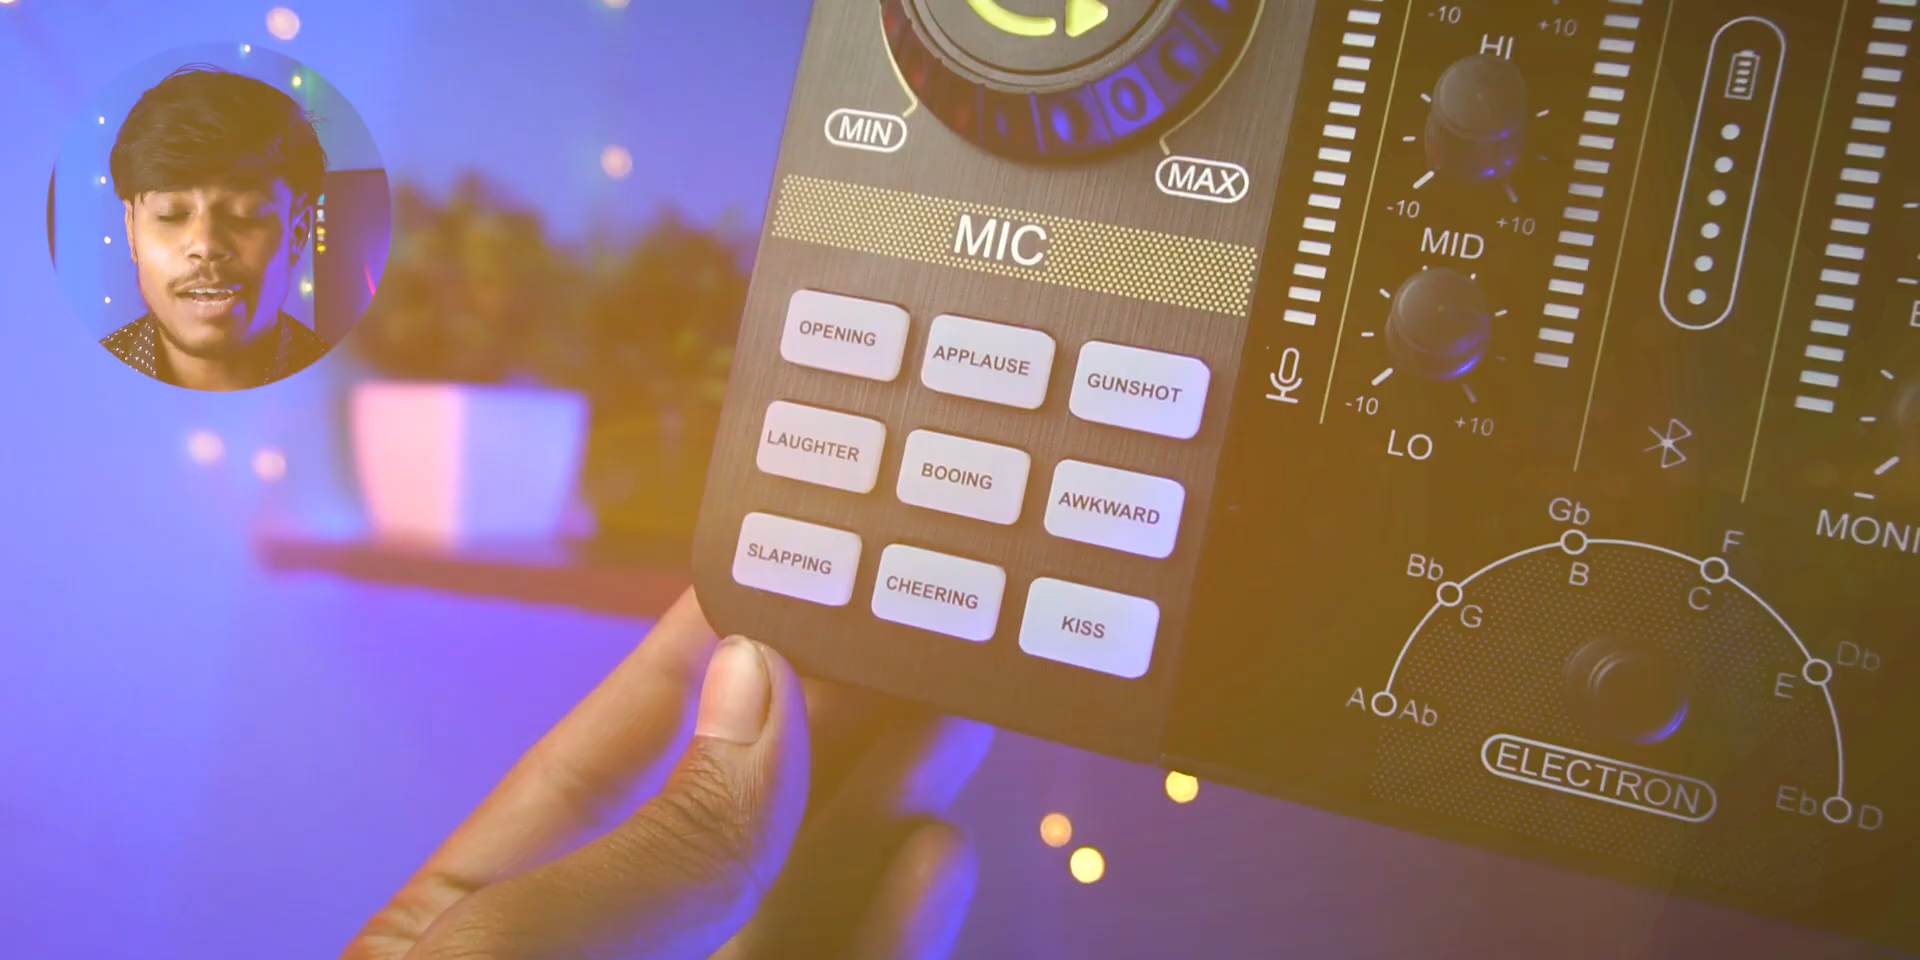 MIN
MAX
MIC
OPENING
APPLAUSE
GUNSHOT
LAUGHTER
BOOING
AWKWARD
SLAPPING
CHEERING
KISS
-10 +10
HI
-10 +10
MID
-10 +10
LO
Gb
B
F
C
Bb
G
Db
E
A Ab
Eb D
ELECTRON